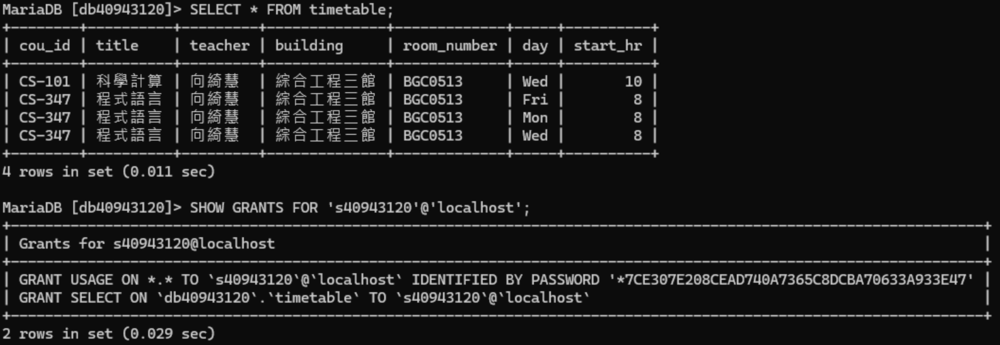 MariaDB [db40943120]> SELECT * FROM timetable;
+--------+----------+---------+--------------+-------------+-----+----------+
| cou_id | title    | teacher | building     | room_number | day | start_hr |
+--------+----------+---------+--------------+-------------+-----+----------+
| CS-101 | 科學計算 | 向綺慧  | 綜合工程三館 | BGC0513     | Wed |       10 |
| CS-347 | 程式語言 | 向綺慧  | 綜合工程三館 | BGC0513     | Fri |        8 |
| CS-347 | 程式語言 | 向綺慧  | 綜合工程三館 | BGC0513     | Mon |        8 |
| CS-347 | 程式語言 | 向綺慧  | 綜合工程三館 | BGC0513     | Wed |        8 |
+--------+----------+---------+--------------+-------------+-----+----------+
4 rows in set (0.011 sec)
MariaDB [db40943120]> SHOW GRANTS FOR 's40943120'@'localhost';
+------------------------------------------------------------------------------------------------------------------+
| Grants for s40943120@localhost                                                                                   |
+------------------------------------------------------------------------------------------------------------------+
| GRANT USAGE ON *.* TO `s40943120`@`localhost` IDENTIFIED BY PASSWORD '*7CE307E208CEAD740A7365C8DCBA70633A933E47' |
| GRANT SELECT ON `db40943120`.`timetable` TO `s40943120`@`localhost`                                              |
+------------------------------------------------------------------------------------------------------------------+
2 rows in set (0.029 sec)